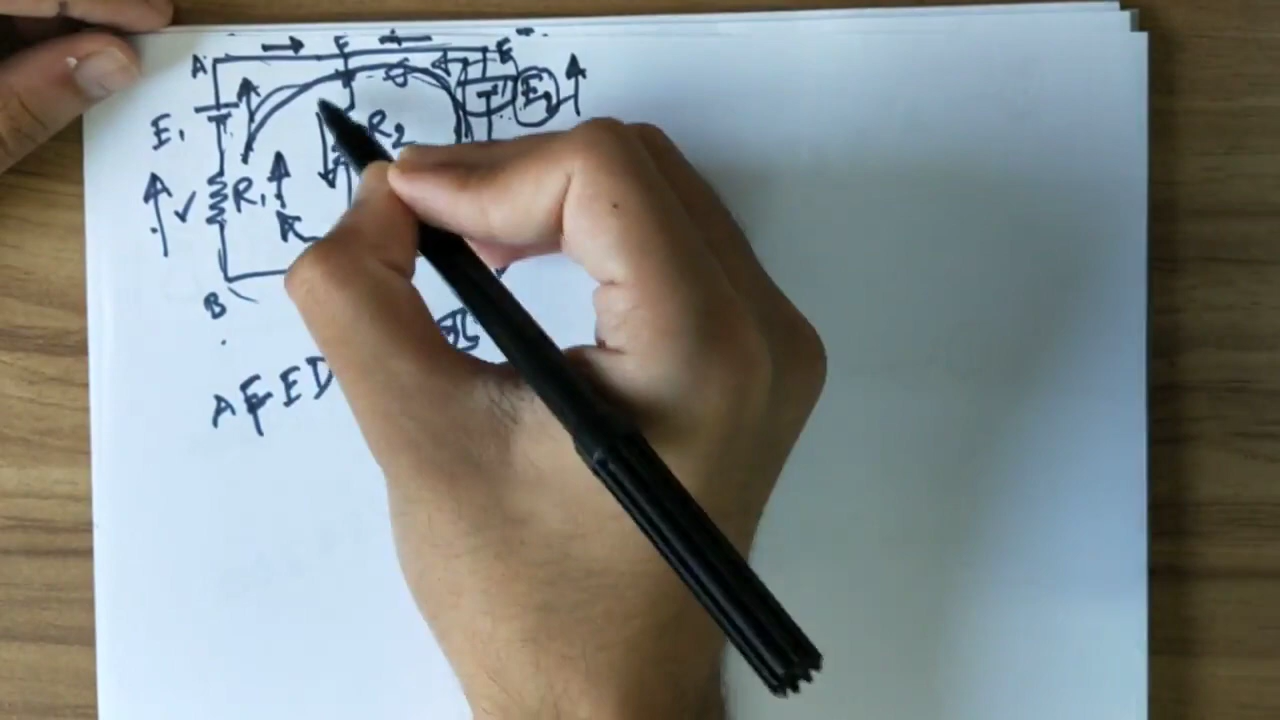 A F E
E₁ E₂
R₂
R₁
B
AFED